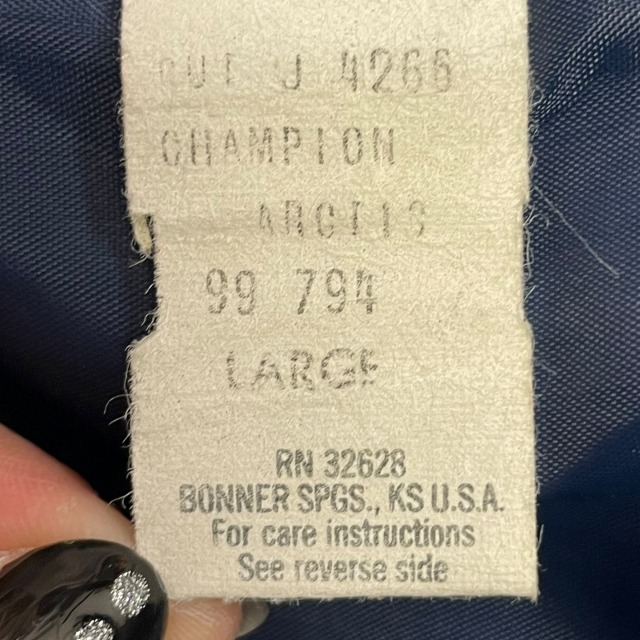 CUT J 4266
CHAMPION
ARCTIC
99 794
LARGE
RN 32628
BONNER SPGS., KS U.S.A.
For care instructions
See reverse side